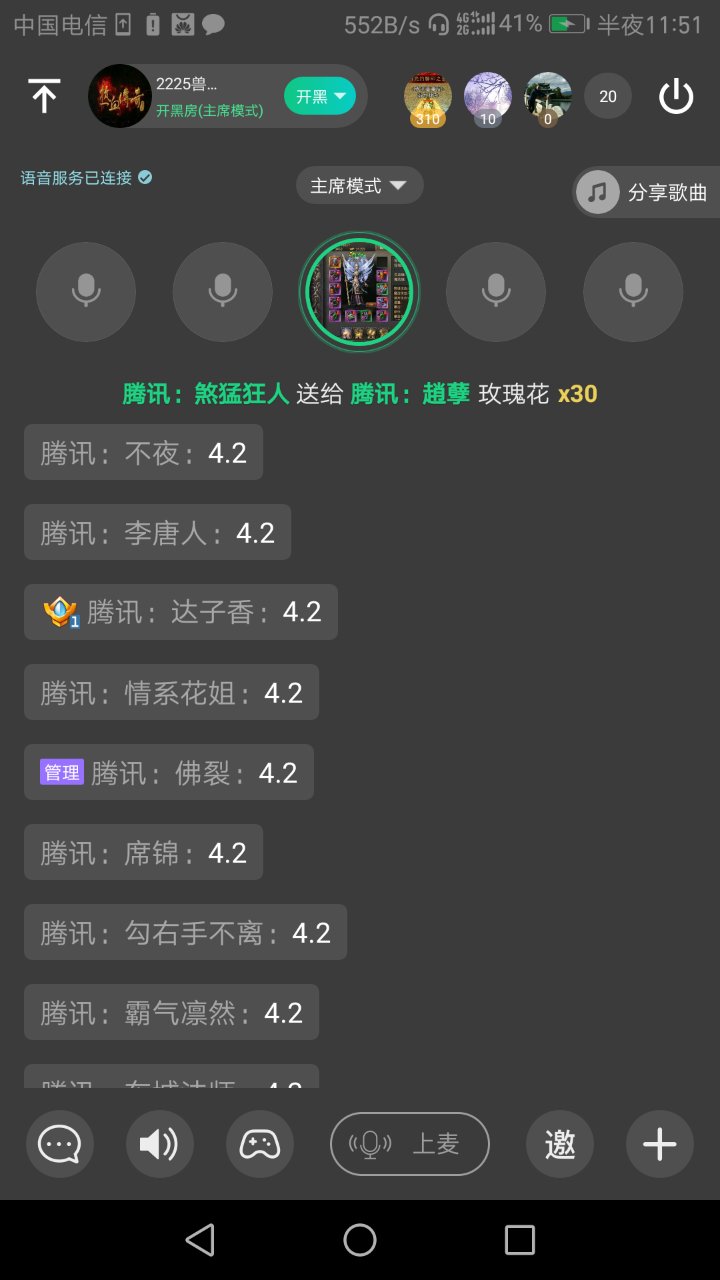 中国电信 552B/s 4G 2G 41% 半夜11:51
2225兽...
开黑房(主席模式)
开黑
310 10 0 20
语音服务已连接
主席模式
分享歌曲
腾讯：煞猛狂人 送给 腾讯：趙孽 玫瑰花 x30
腾讯：不夜：4.2
腾讯：李唐人：4.2
1 腾讯：达子香：4.2
腾讯：情系花姐：4.2
管理 腾讯：佛裂：4.2
腾讯：席锦：4.2
腾讯：勾右手不离：4.2
腾讯：霸气凛然：4.2
上麦
邀